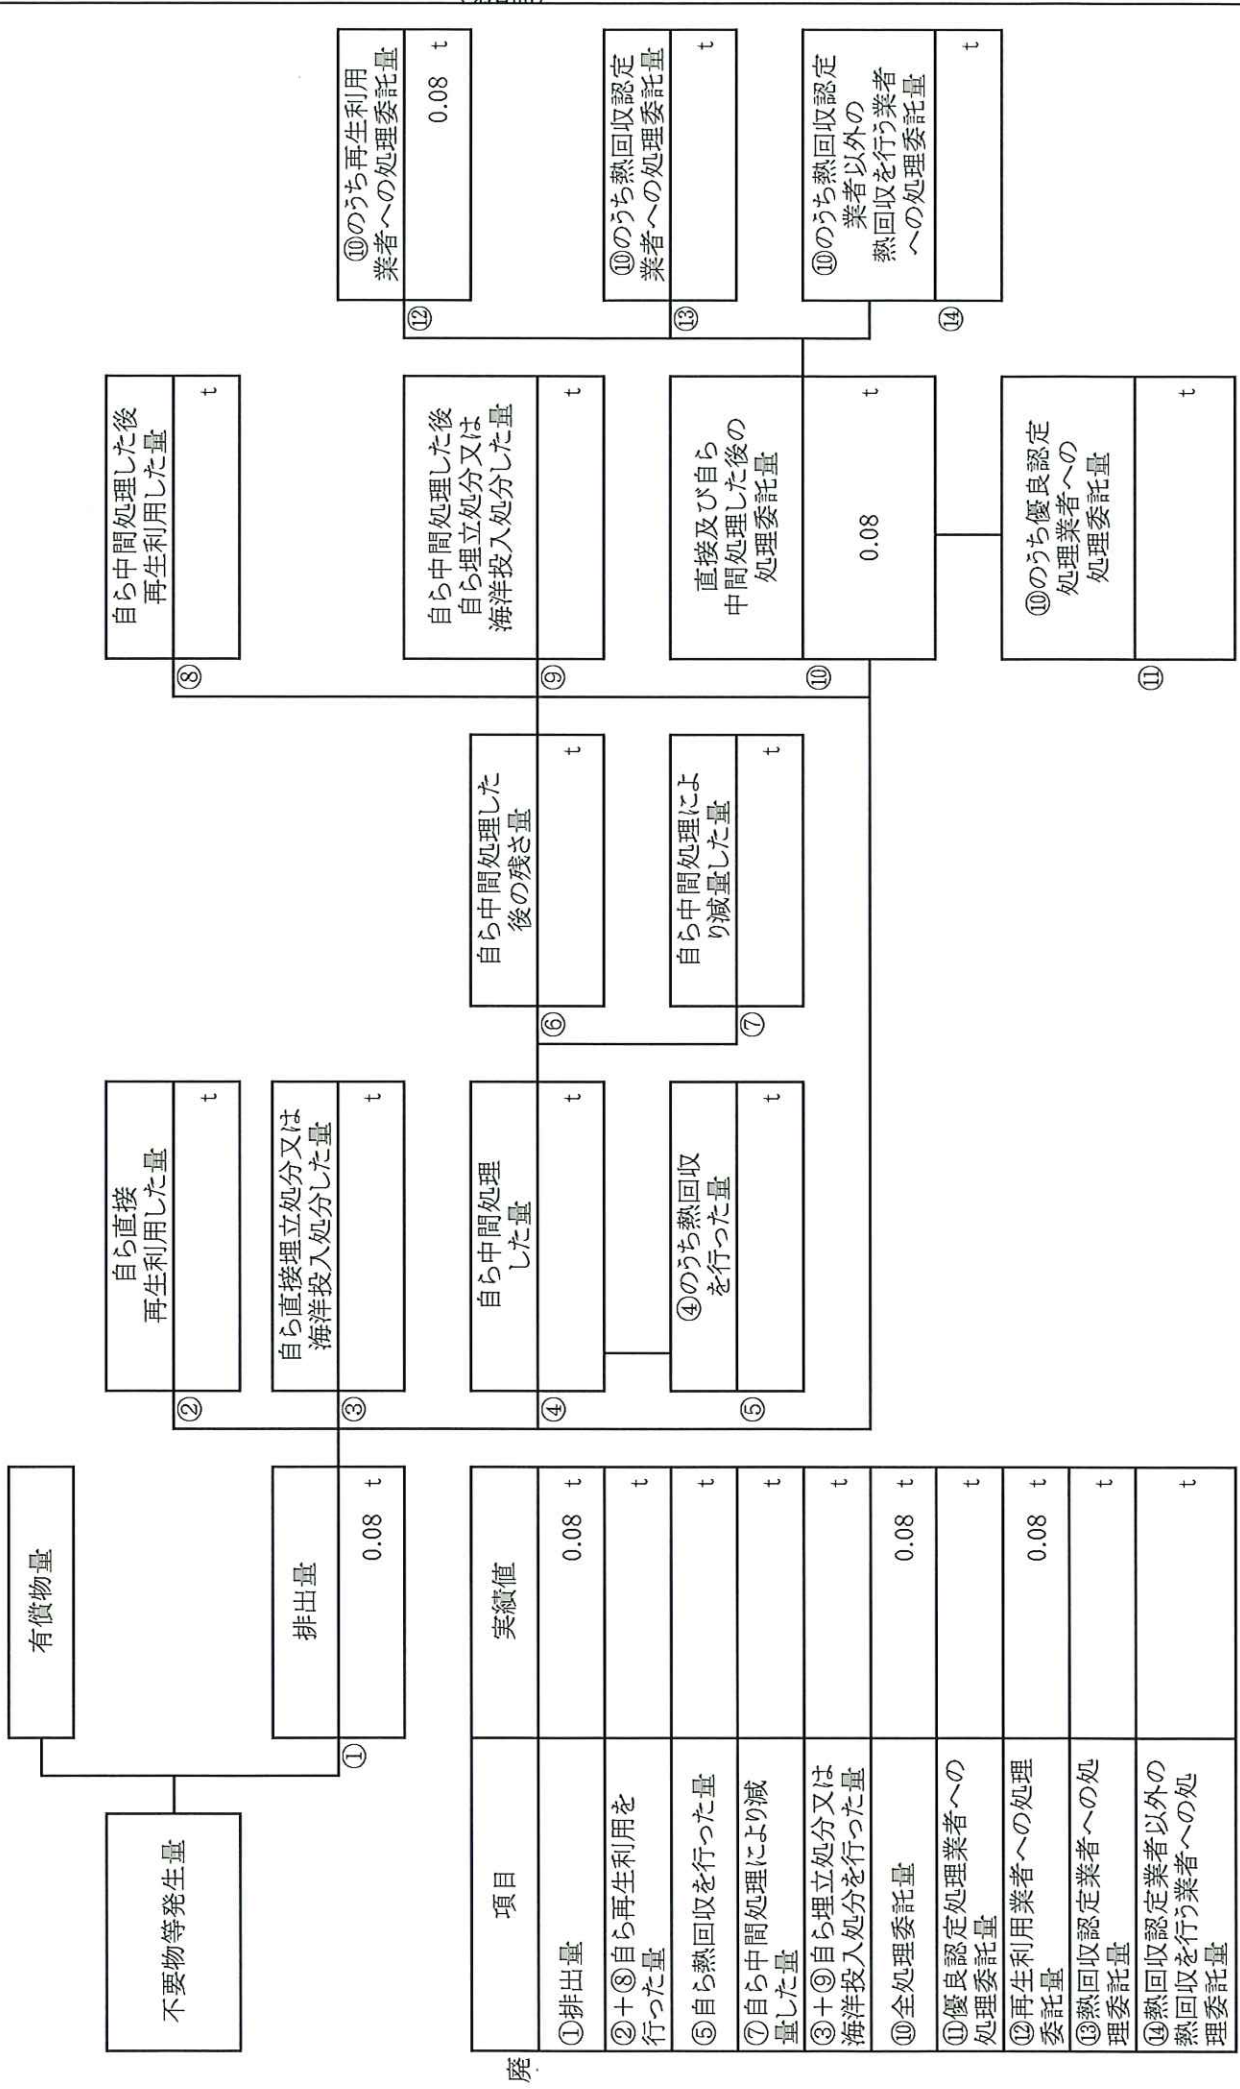 有償物量
不要物等発生量
排出量
①
0.08 t
自ら直接
再生利用した量
②
t
自ら直接埋立処分又は
海洋投入処分した量
③
t
自ら中間処理
した量
④
t
④のうち熱回収
を行った量
⑤
t
自ら中間処理した
後の残さ量
⑥
t
自ら中間処理によ
り減量した量
⑦
t
自ら中間処理した後
再生利用した量
⑧
t
自ら中間処理した後
自ら埋立処分又は
海洋投入処分した量
⑨
t
直接及び自ら
中間処理した後の
処理委託量
⑩
0.08 t
⑩のうち優良認定
処理業者への
処理委託量
⑪
t
⑩のうち再生利用
業者への処理委託量
⑫
0.08 t
⑩のうち熱回収認定
業者への処理委託量
⑬
t
⑩のうち熱回収認定
業者以外の
熱回収を行う業者
への処理委託量
⑭
t
項目 実績値
①排出量 0.08 t
②+⑧自ら再生利用を
行った量 t
⑤自ら熱回収を行った量 t
⑦自ら中間処理により減
量した量 t
③+⑨自ら埋立処分又は
海洋投入処分を行った量 t
⑩全処理委託量 0.08 t
⑪優良認定処理業者への
処理委託量 t
⑫再生利用業者への処理
委託量 0.08 t
⑬熱回収認定業者への処
理委託量 t
⑭熱回収認定業者以外の
熱回収を行う業者への処
理委託量 t
廃